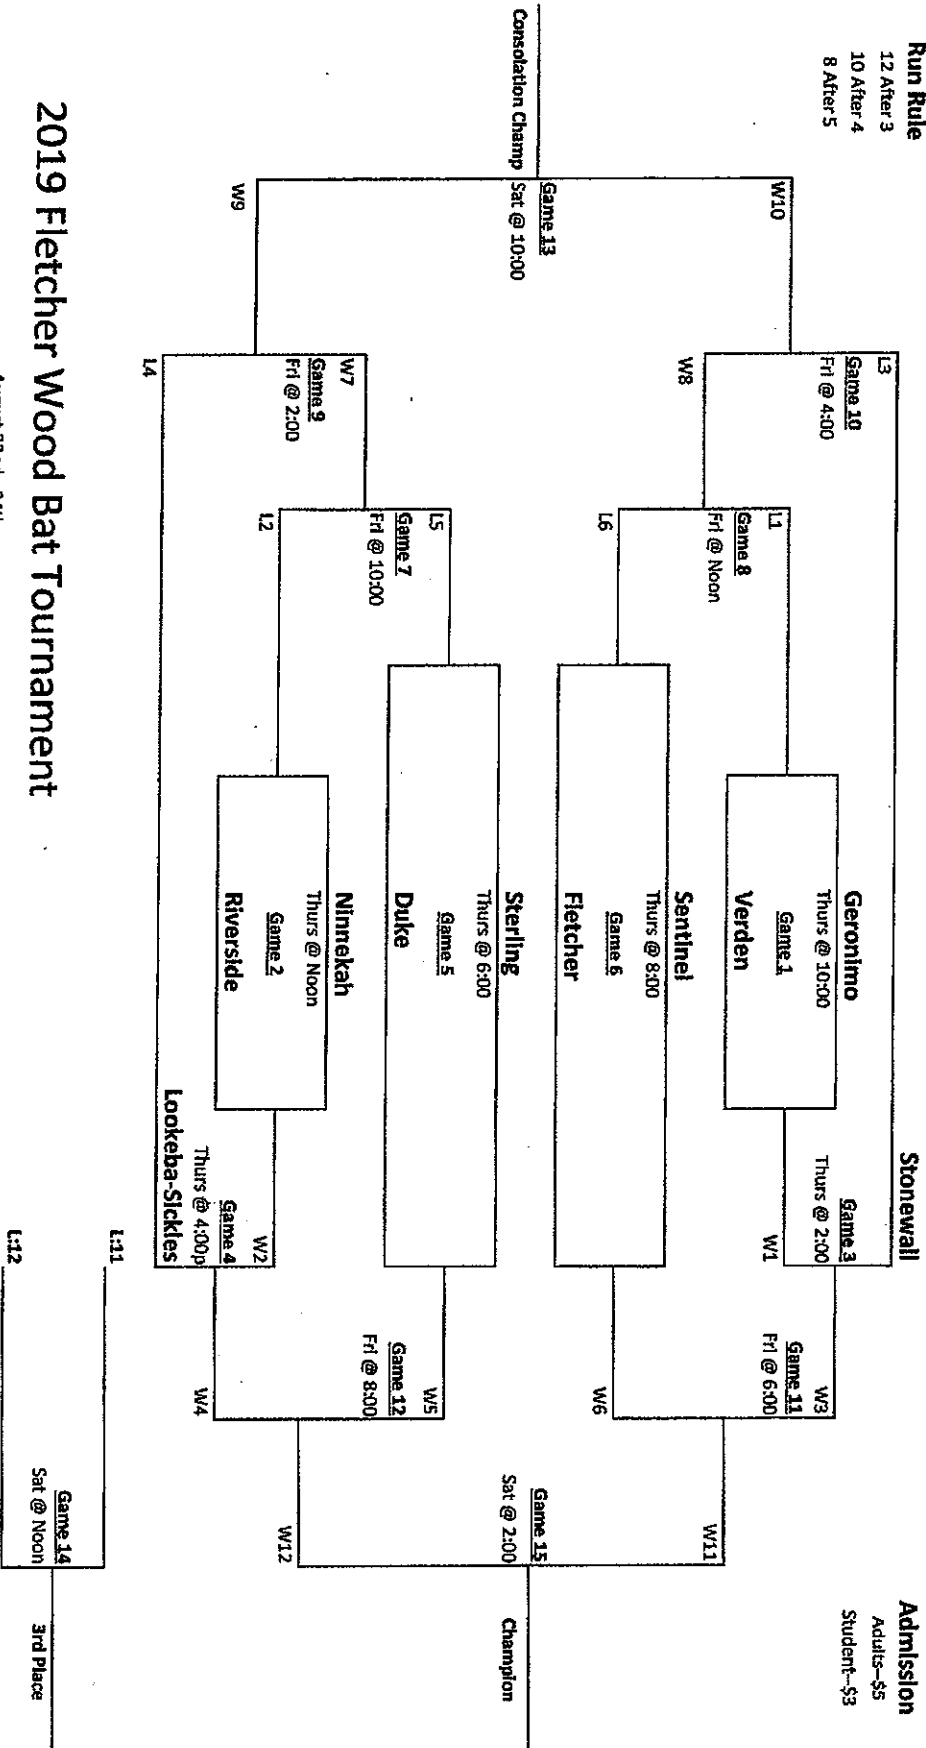 Run Rule
12 After 3
10 After 4
8 After 5
Admission
Adults--$5
Student--$3
Stonewall
L3
Game 10
Fri @ 4:00
W10
W8
L1
Game 8
Fri @ Noon
L6
Geronimo
Thurs @ 10:00
Game 1
Verden
Game 3
Thurs @ 2:00
W1
W3
Game 11
Fri @ 6:00
W6
W11
Sentinel
Thurs @ 8:00
Game 6
Fletcher
Game 13
Sat @ 10:00
Consolation Champ
Game 15
Sat @ 2:00
Champion
Sterling
Thurs @ 6:00
Game 5
Duke
L5
Game 7
Fri @ 10:00
L2
W7
Game 9
Fri @ 2:00
W9
L4
Ninnekah
Thurs @ Noon
Game 2
Riverside
W2
Game 4
Thurs @ 4:00p
Lookeba-Sickles
W5
Game 12
Fri @ 8:00
W4
W12
L:11
Game 14
Sat @ Noon
L:12
3rd Place
2019 Fletcher Wood Bat Tournament